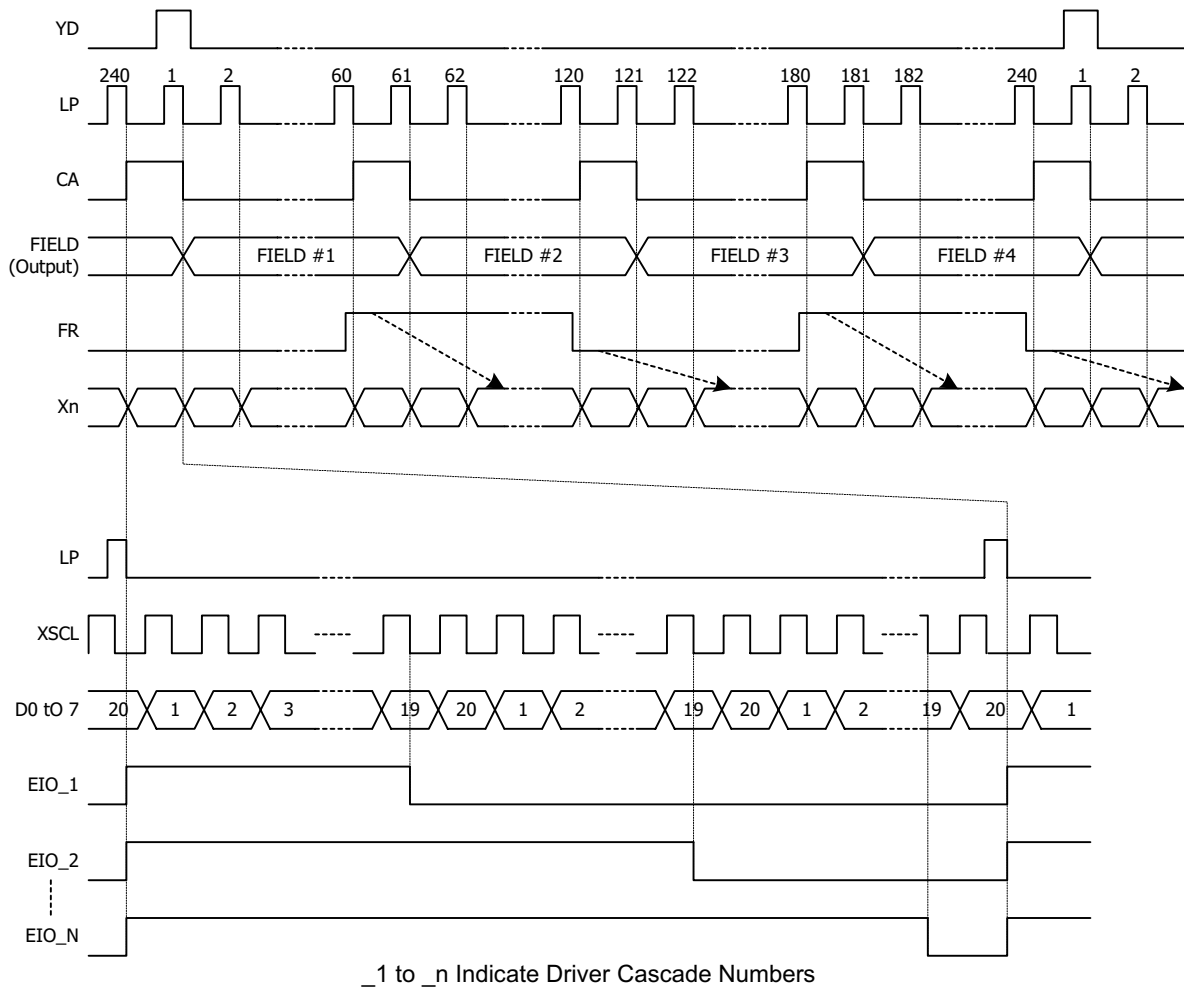 YD
240 1 2 60 61 62 120 121 122 180 181 182 240 1 2
LP
CA
FIELD
(Output)
FIELD #1 FIELD #2 FIELD #3 FIELD #4
FR
Xn
LP
XSCL
D0 tO 7 20 1 2 3 19 20 1 2 19 20 1 2 19 20 1
EIO_1
EIO_2
EIO_N
_1 to _n Indicate Driver Cascade Numbers